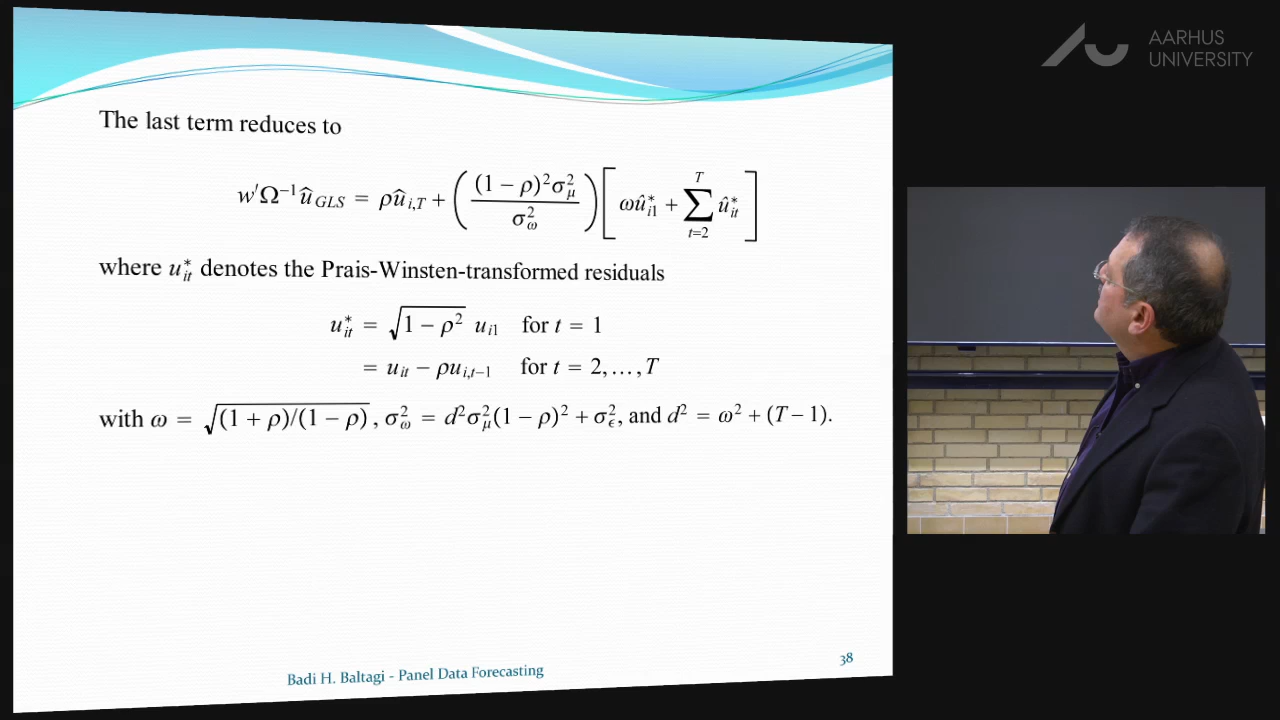 AARHUS
UNIVERSITY
The last term reduces to
w′Ω⁻¹û_GLS = ρû_{i,T} + ( (1 − ρ)²σ²_μ / σ²_ω ) [ ωû*_{i1} + Σ_{t=2}^{T} û*_{it} ]
where u*_{it} denotes the Prais-Winsten-transformed residuals
u*_{it} = √(1 − ρ²) u_{i1} for t = 1
= u_{it} − ρu_{i,t−1} for t = 2,…,T
with ω = √((1 + ρ)/(1 − ρ)), σ²_ω = d²σ²_μ(1 − ρ)² + σ²_ϵ, and d² = ω² + (T − 1).
Badi H. Baltagi - Panel Data Forecasting
38